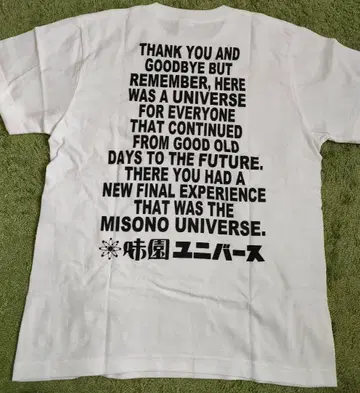 THANK YOU AND
GOODBYE BUT
REMEMBER, HERE
WAS A UNIVERSE
FOR EVERYONE
THAT CONTINUED
FROM GOOD OLD
DAYS TO THE FUTURE.
THERE YOU HAD A
NEW FINAL EXPERIENCE
THAT WAS THE
MISONO UNIVERSE.
味園ユニバース